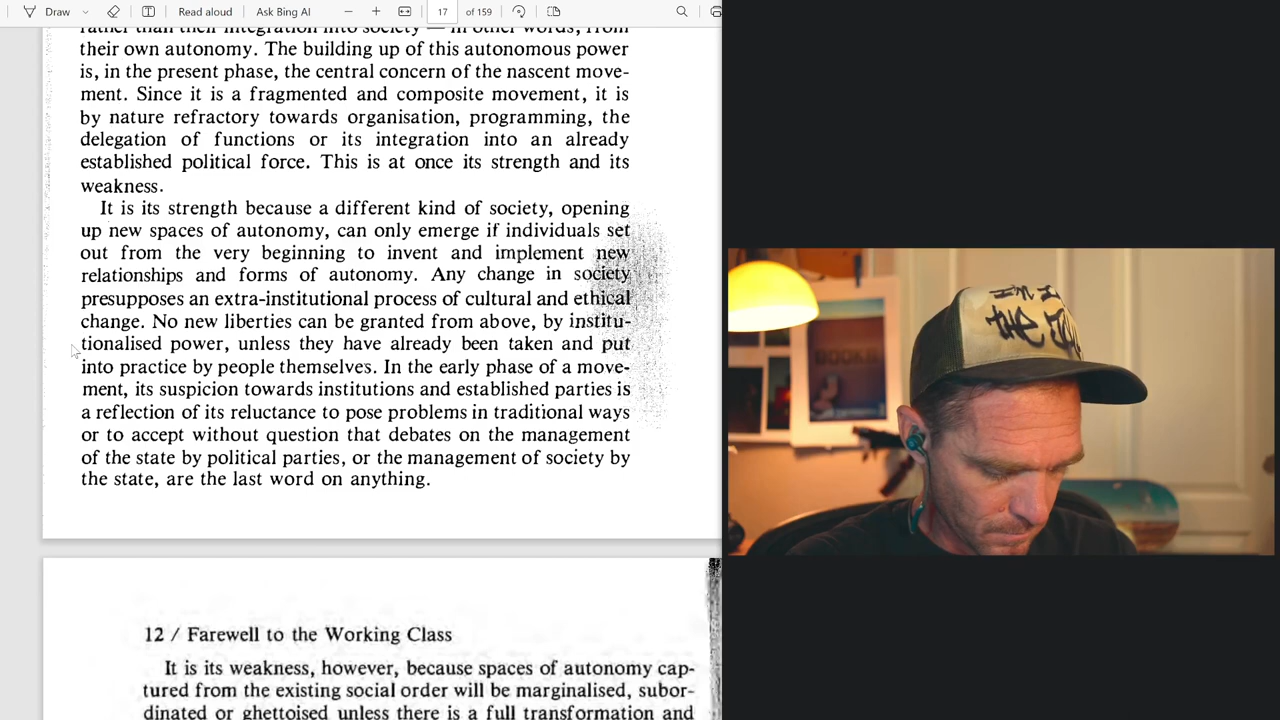 Draw
Read aloud
Ask Bing AI
17
of 159
rather than their integration into society — in other words, from
their own autonomy. The building up of this autonomous power
is, in the present phase, the central concern of the nascent move-
ment. Since it is a fragmented and composite movement, it is
by nature refractory towards organisation, programming, the
delegation of functions or its integration into an already
established political force. This is at once its strength and its
weakness.
It is its strength because a different kind of society, opening
up new spaces of autonomy, can only emerge if individuals set
out from the very beginning to invent and implement new
relationships and forms of autonomy. Any change in society
presupposes an extra-institutional process of cultural and ethical
change. No new liberties can be granted from above, by institu-
tionalised power, unless they have already been taken and put
into practice by people themselves. In the early phase of a move-
ment, its suspicion towards institutions and established parties is
a reflection of its reluctance to pose problems in traditional ways
or to accept without question that debates on the management
of the state by political parties, or the management of society by
the state, are the last word on anything.
12 / Farewell to the Working Class
It is its weakness, however, because spaces of autonomy cap-
tured from the existing social order will be marginalised, subor-
dinated or ghettoised unless there is a full transformation and
BOOKS
the